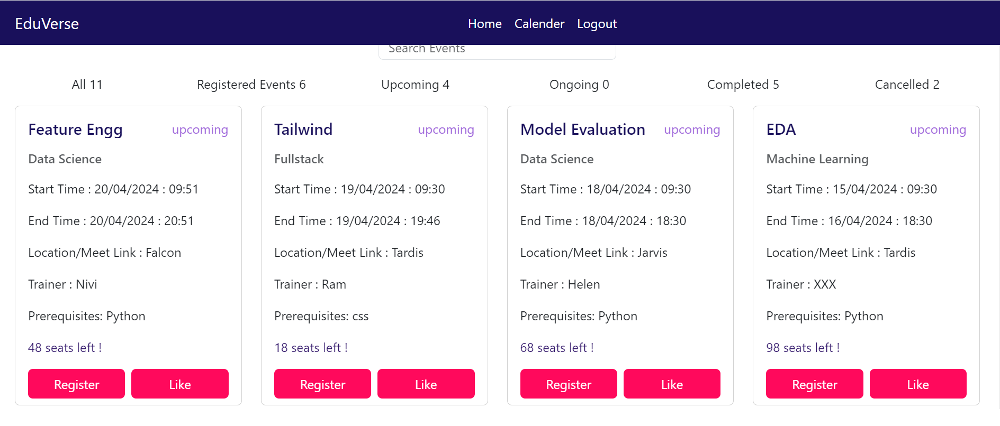 EduVerse
Home Calender Logout
Search Events
All 11 Registered Events 6 Upcoming 4 Ongoing 0 Completed 5 Cancelled 2
Feature Engg upcoming
Data Science
Start Time : 20/04/2024 : 09:51
End Time : 20/04/2024 : 20:51
Location/Meet Link : Falcon
Trainer : Nivi
Prerequisites: Python
48 seats left !
Register Like
Tailwind upcoming
Fullstack
Start Time : 19/04/2024 : 09:30
End Time : 19/04/2024 : 19:46
Location/Meet Link : Tardis
Trainer : Ram
Prerequisites: css
18 seats left !
Register Like
Model Evaluation upcoming
Data Science
Start Time : 18/04/2024 : 09:30
End Time : 18/04/2024 : 18:30
Location/Meet Link : Jarvis
Trainer : Helen
Prerequisites: Python
68 seats left !
Register Like
EDA upcoming
Machine Learning
Start Time : 15/04/2024 : 09:30
End Time : 16/04/2024 : 18:30
Location/Meet Link : Tardis
Trainer : XXX
Prerequisites: Python
98 seats left !
Register Like